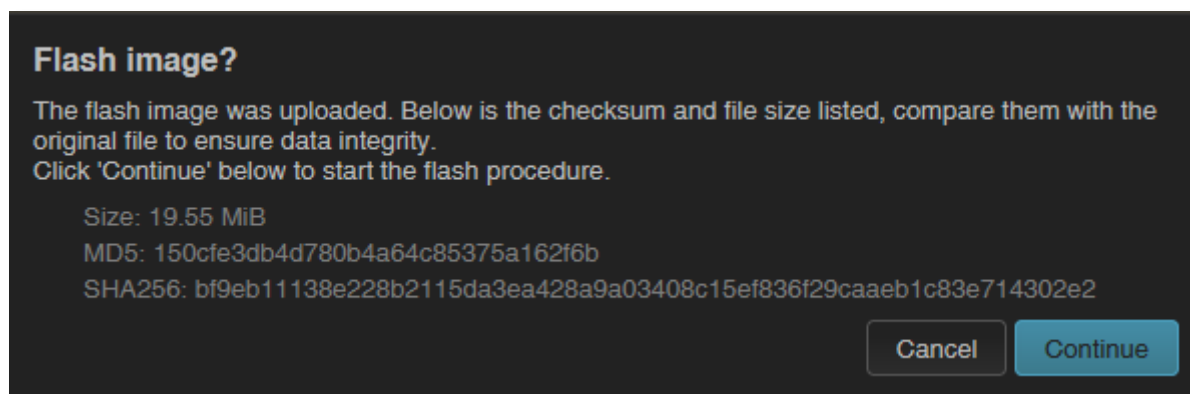 Flash image?
The flash image was uploaded. Below is the checksum and file size listed, compare them with the
original file to ensure data integrity.
Click 'Continue' below to start the flash procedure.
Size: 19.55 MiB
MD5: 150cfe3db4d780b4a64c85375a162f6b
SHA256: bf9eb11138e228b2115da3ea428a9a03408c15ef836f29caaeb1c83e714302e2
Cancel
Continue